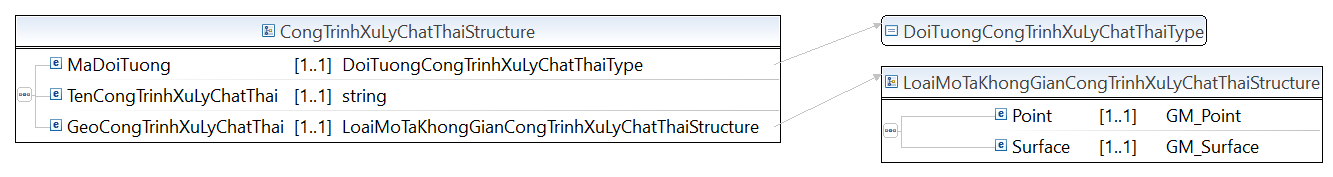 CongTrinhXuLyChatThaiStructure
MaDoiTuong [1..1] DoiTuongCongTrinhXuLyChatThaiType
TenCongTrinhXuLyChatThai [1..1] string
GeoCongTrinhXuLyChatThai [1..1] LoaiMoTaKhongGianCongTrinhXuLyChatThaiStructure
DoiTuongCongTrinhXuLyChatThaiType
LoaiMoTaKhongGianCongTrinhXuLyChatThaiStructure
Point [1..1] GM_Point
Surface [1..1] GM_Surface